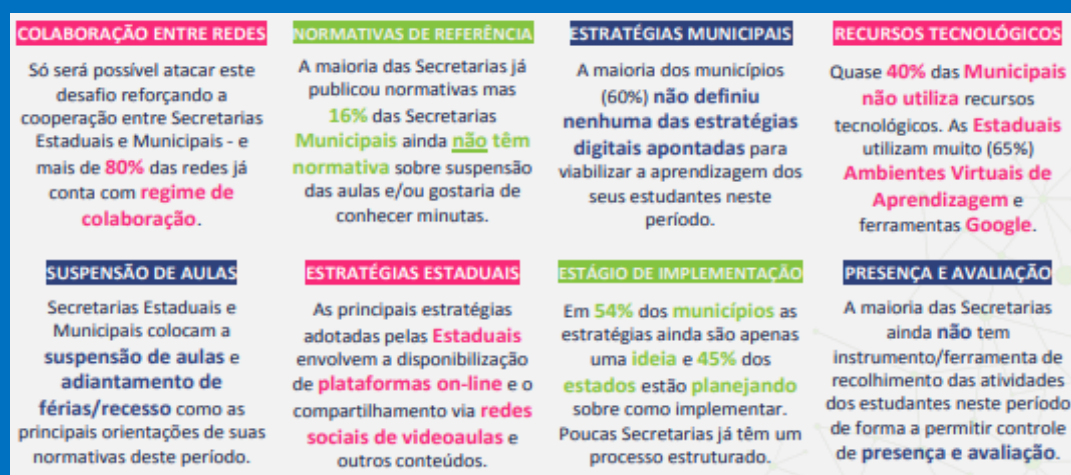 COLABORAÇÃO ENTRE REDES
Só será possível atacar este
desafio reforçando a
cooperação entre Secretarias
Estaduais e Municipais - e
mais de 80% das redes já
conta com regime de
colaboração.
NORMATIVAS DE REFERÊNCIA
A maioria das Secretarias já
publicou normativas mas
16% das Secretarias
Municipais ainda não têm
normativa sobre suspensão
das aulas e/ou gostaria de
conhecer minutas.
ESTRATÉGIAS MUNICIPAIS
A maioria dos municípios
(60%) não definiu
nenhuma das estratégias
digitais apontadas para
viabilizar a aprendizagem dos
seus estudantes neste
período.
RECURSOS TECNOLÓGICOS
Quase 40% das Municipais
não utiliza recursos
tecnológicos. As Estaduais
utilizam muito (65%)
Ambientes Virtuais de
Aprendizagem e
ferramentas Google.
SUSPENSÃO DE AULAS
Secretarias Estaduais e
Municipais colocam a
suspensão de aulas e
adiantamento de
férias/recesso como as
principais orientações de suas
normativas deste período.
ESTRATÉGIAS ESTADUAIS
As principais estratégias
adotadas pelas Estaduais
envolvem a disponibilização
de plataformas on-line e o
compartilhamento via redes
sociais de videoaulas e
outros conteúdos.
ESTÁGIO DE IMPLEMENTAÇÃO
Em 54% dos municípios as
estratégias ainda são apenas
uma ideia e 45% dos
estados estão planejando
sobre como implementar.
Poucas Secretarias já têm um
processo estruturado.
PRESENÇA E AVALIAÇÃO
A maioria das Secretarias
ainda não tem
instrumento/ferramenta de
recolhimento das atividades
dos estudantes neste período
de forma a permitir controle
de presença e avaliação.